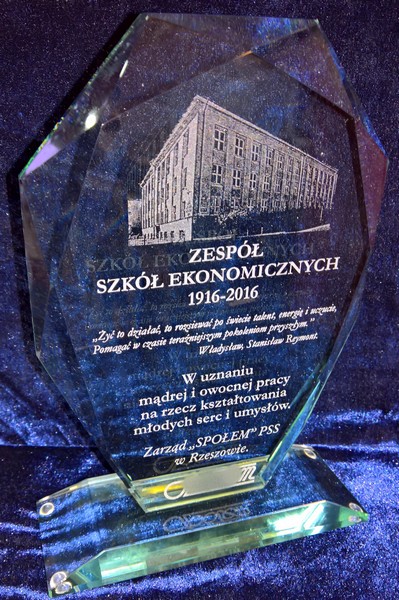 ZESPÓŁ
SZKÓŁ EKONOMICZNYCH
1916-2016
„Żyć to działać, to rozsiewać po świecie talent, energię i uczucie,
Pomagać w czasie teraźniejszym pokoleniom przyszłym.”
Władysław, Stanisław Reymont.
W uznaniu
mądrej i owocnej pracy
na rzecz kształtowania
młodych serc i umysłów.
Zarząd „SPOŁEM” PSS
w Rzeszowie.